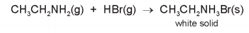 CH₃CH₂NH₂(g) + HBr(g) → CH₃CH₂NH₃Br(s)
white solid